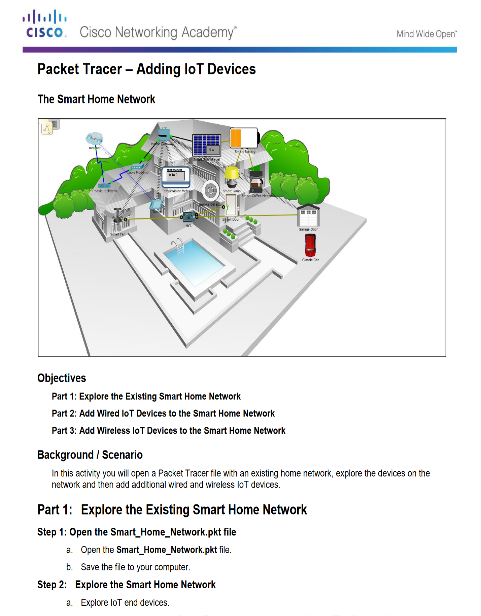 CISCO. Cisco Networking Academy® Mind Wide Open®
Packet Tracer – Adding IoT Devices
The Smart Home Network
Garage Door
Objectives
Part 1: Explore the Existing Smart Home Network
Part 2: Add Wired IoT Devices to the Smart Home Network
Part 3: Add Wireless IoT Devices to the Smart Home Network
Background / Scenario
In this activity you will open a Packet Tracer file with an existing home network, explore the devices on the
network and then add additional wired and wireless IoT devices.
Part 1: Explore the Existing Smart Home Network
Step 1: Open the Smart_Home_Network.pkt file
a. Open the Smart_Home_Network.pkt file.
b. Save the file to your computer.
Step 2: Explore the Smart Home Network
a. Explore IoT end devices.